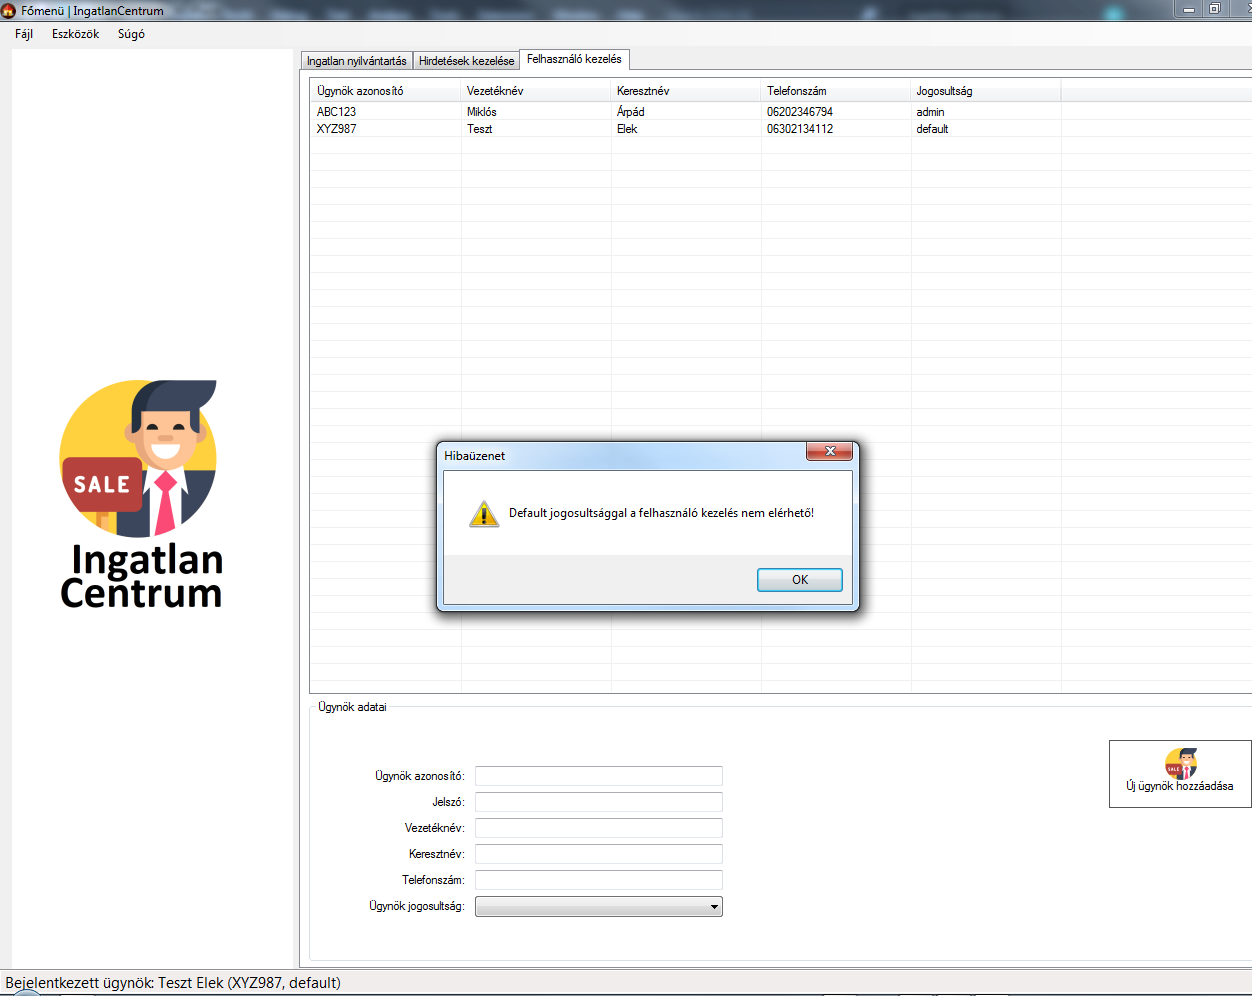 Főmenü | IngatlanCentrum
Fájl Eszközök Súgó
Ingatlan nyilvántartás Hirdetések kezelése Felhasználó kezelés
Ügynök azonosító Vezetéknév Keresztnév Telefonszám Jogosultság
ABC123 Miklós Árpád 06202346794 admin
XYZ987 Teszt Elek 06302134112 default
SALE
Ingatlan
Centrum
Hibaüzenet
Default jogosultsággal a felhasználó kezelés nem elérhető!
OK
Ügynök adatai
Ügynök azonosító:
Jelszó:
Vezetéknév:
Keresztnév:
Telefonszám:
Ügynök jogosultság:
SALE
Új ügynök hozzáadása
Bejelentkezett ügynök: Teszt Elek (XYZ987, default)